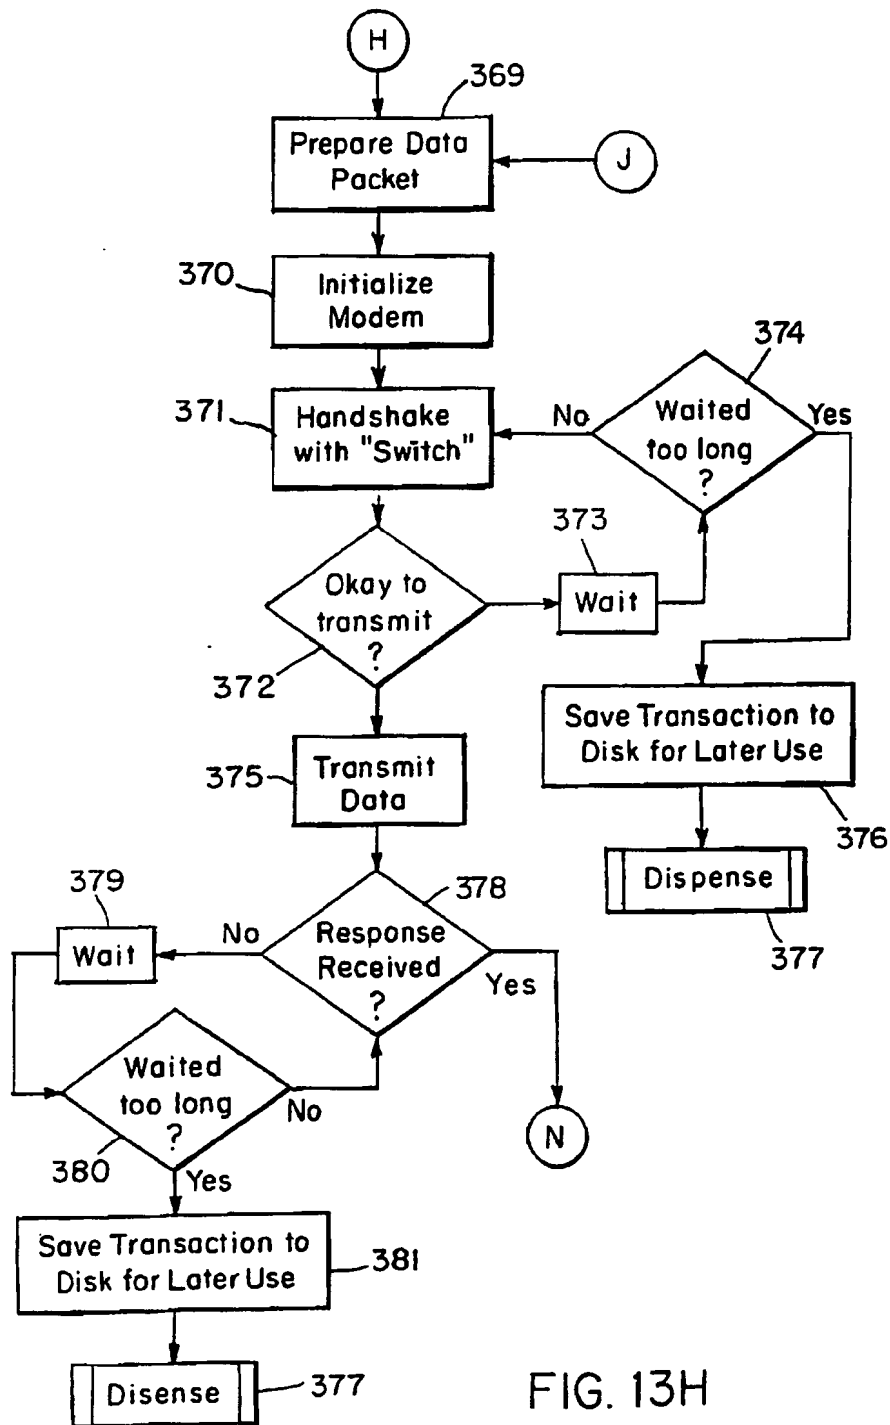 H
369
Prepare Data
Packet
J
370
Initialize
Modem
374
371
Handshake
with "Switch"
No
Waited
too long
?
Yes
373
Okay to
transmit
?
Wait
372
Save Transaction to
Disk for Later Use
375
Transmit
Data
376
379
378
Dispense
Wait
No
Response
Received
?
Yes
377
Waited
too long
?
No
N
380
Yes
Save Transaction to
Disk for Later Use
381
Disense
377
FIG. 13H